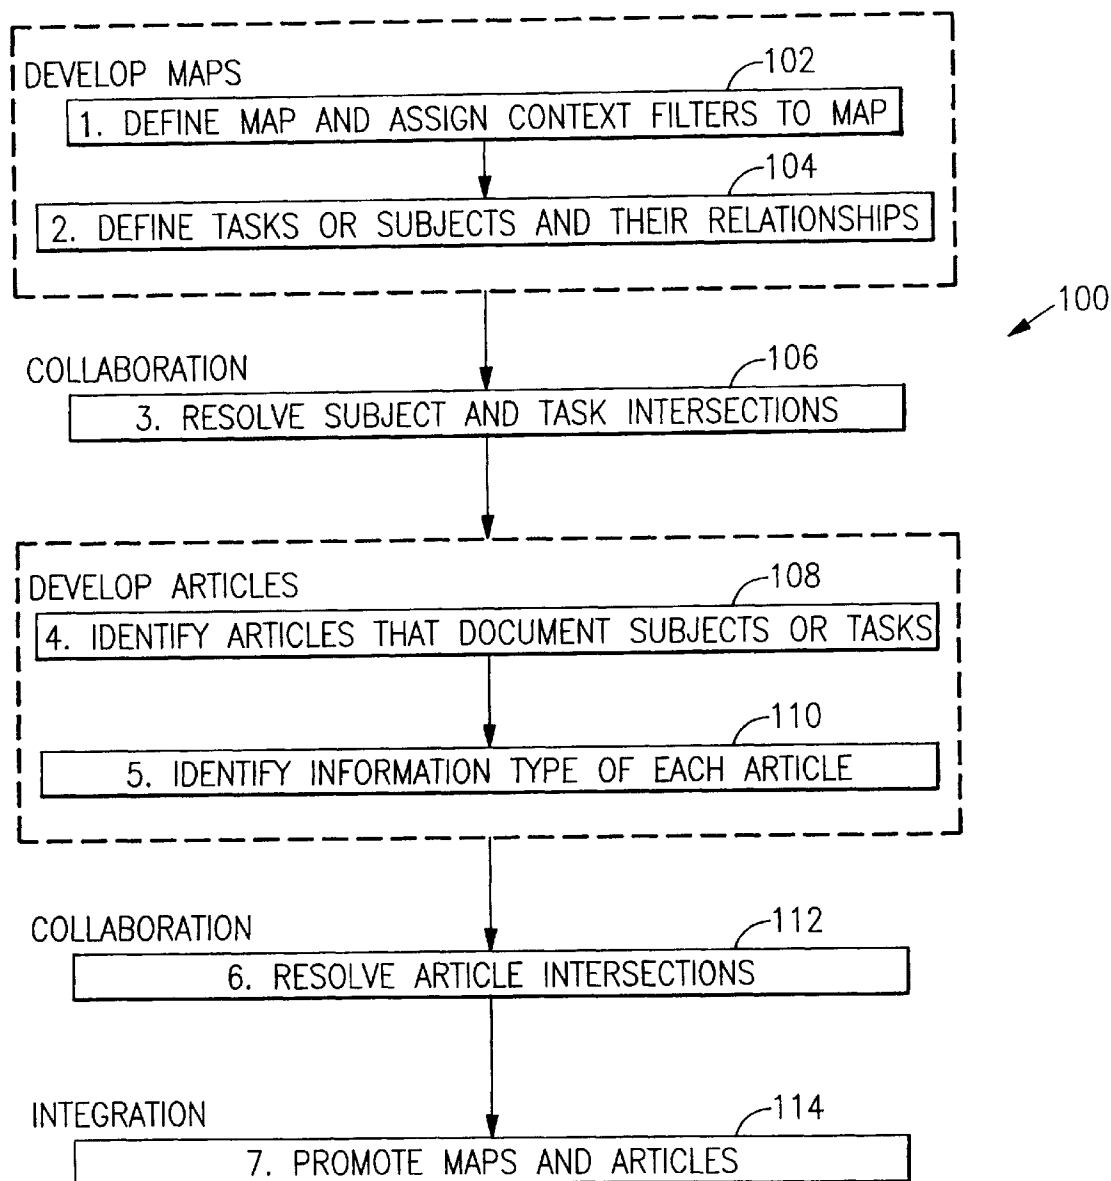 DEVELOP MAPS
102
1. DEFINE MAP AND ASSIGN CONTEXT FILTERS TO MAP
104
2. DEFINE TASKS OR SUBJECTS AND THEIR RELATIONSHIPS
100
COLLABORATION
106
3. RESOLVE SUBJECT AND TASK INTERSECTIONS
DEVELOP ARTICLES
108
4. IDENTIFY ARTICLES THAT DOCUMENT SUBJECTS OR TASKS
110
5. IDENTIFY INFORMATION TYPE OF EACH ARTICLE
COLLABORATION
112
6. RESOLVE ARTICLE INTERSECTIONS
INTEGRATION
114
7. PROMOTE MAPS AND ARTICLES